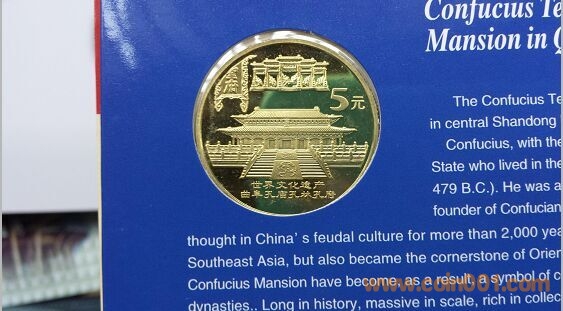 Confucius Te
Mansion in Q
5元
世界文化遗产
曲阜孔庙孔林孔府
The Confucius Te
in central Shandong
Confucius, with the
State who lived in the
479 B.C.). He was a
founder of Confucian
thought in China's feudal culture for more than 2,000 yea
Southeast Asia, but also became the cornerstone of Orien
Confucius Mansion have become, as a result, a symbol of c
dynasties.. Long in history, massive in scale, rich in collec
www.coin001.com